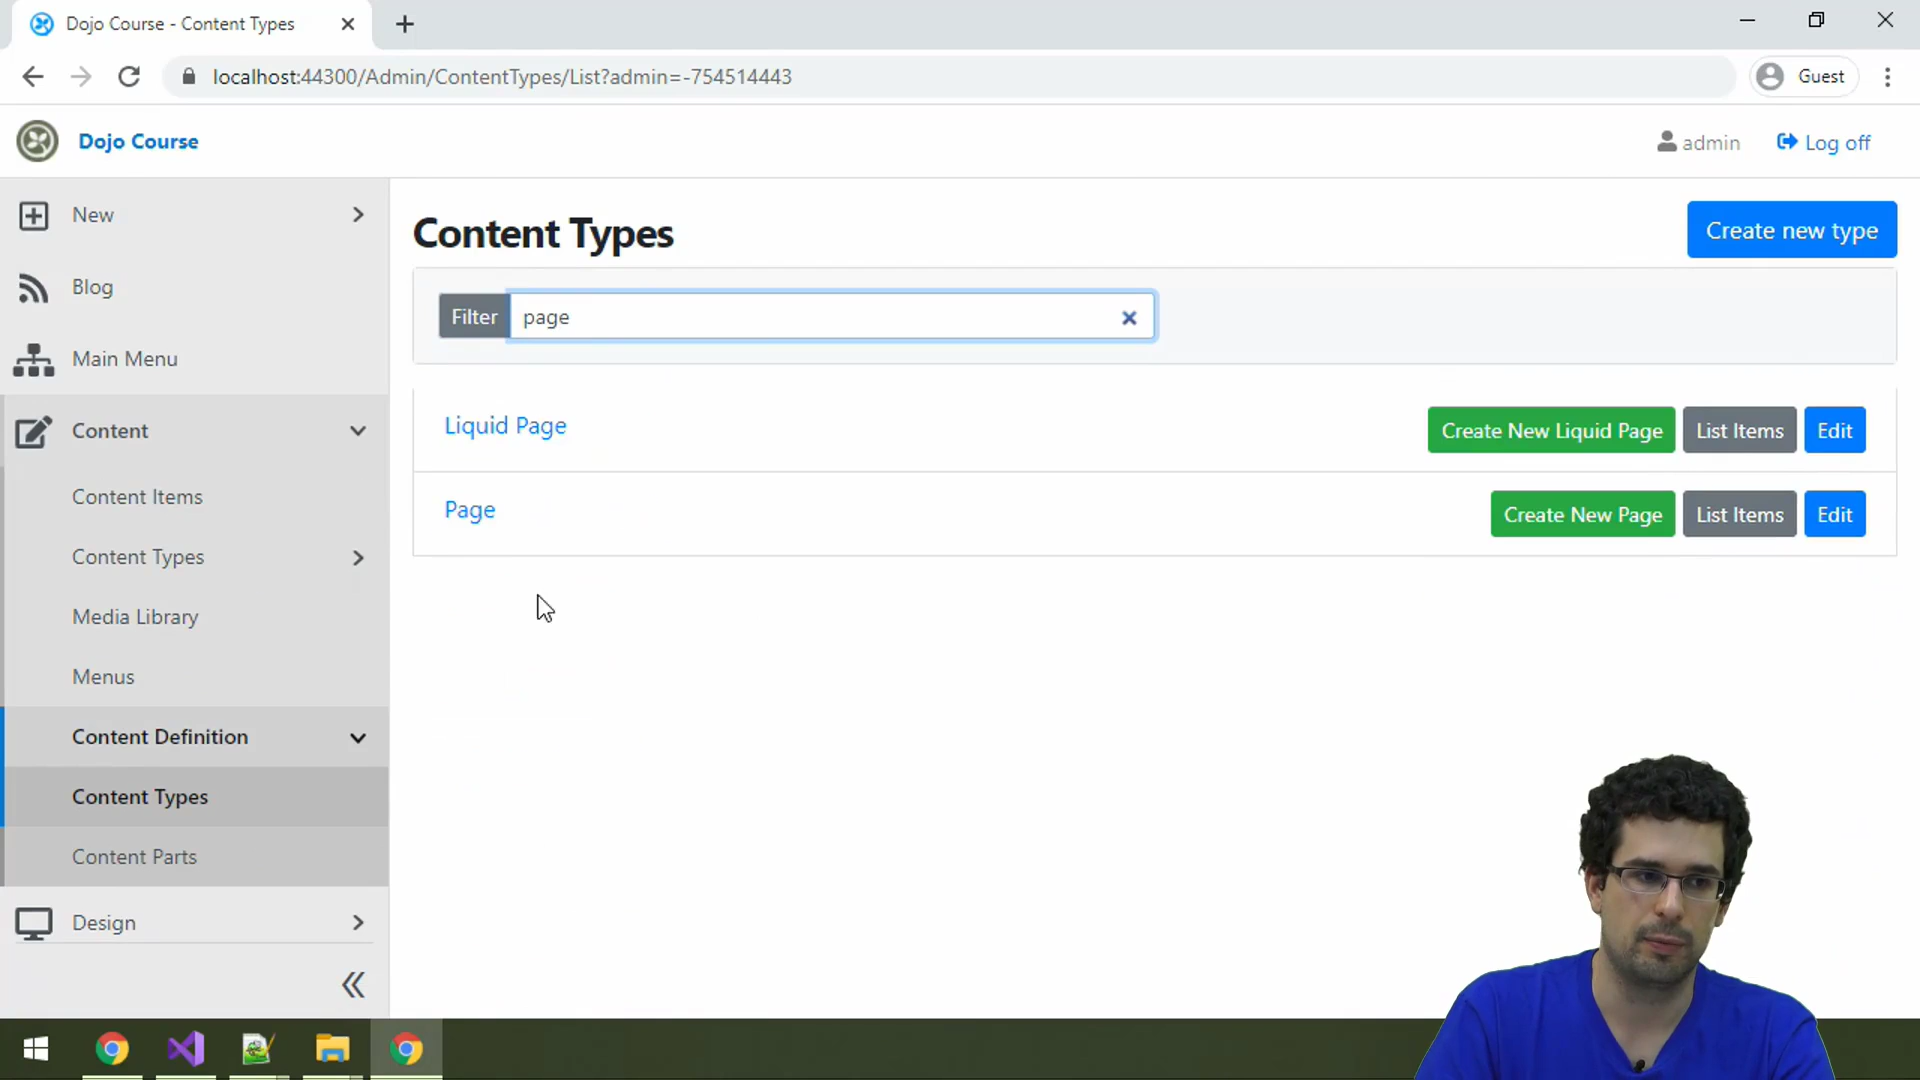 Dojo Course - Content Types
localhost:44300/Admin/ContentTypes/List?admin=-754514443
Guest
Dojo Course
admin
Log off
New
Blog
Main Menu
Content
Content Items
Content Types
Media Library
Menus
Content Definition
Content Types
Content Parts
Design
Content Types
Create new type
Filter
page
Liquid Page
Create New Liquid Page
List Items
Edit
Page
Create New Page
List Items
Edit